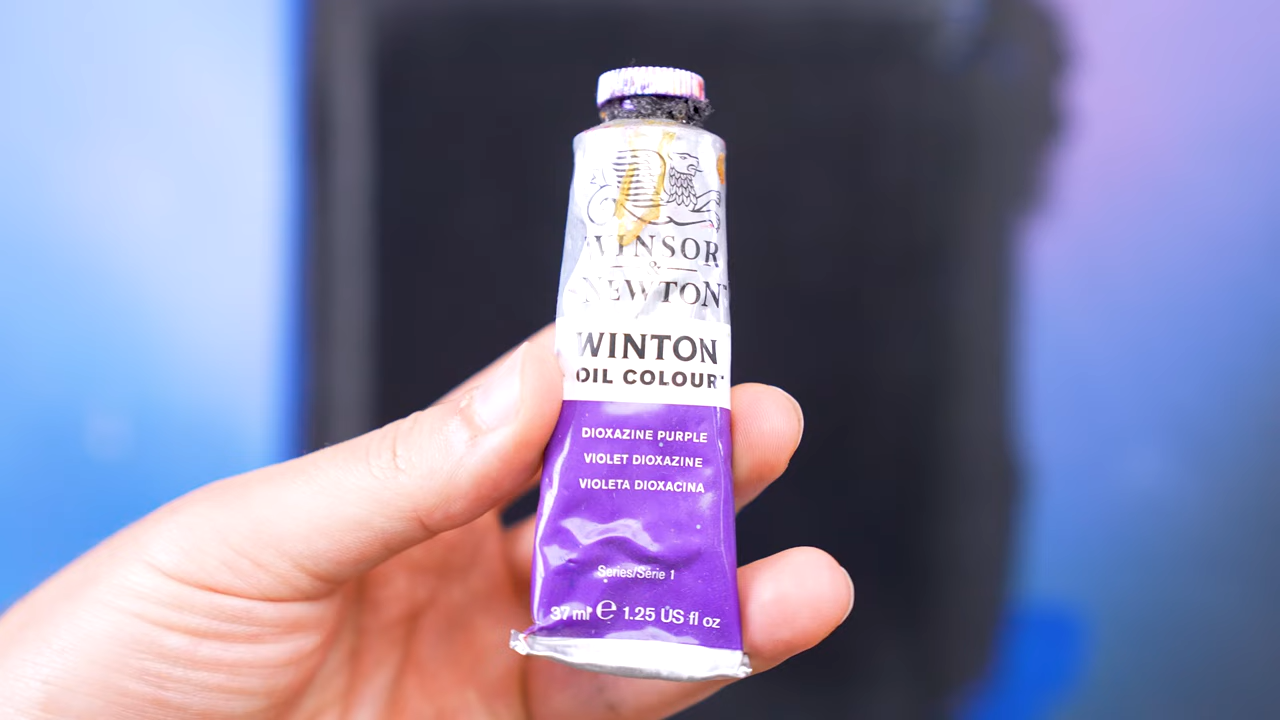 WINSOR
&
NEWTON™
WINTON
OIL COLOUR
DIOXAZINE PURPLE
VIOLET DIOXAZINE
VIOLETA DIOXACINA
Series/Série 1
37 ml ℮ 1.25 US fl oz